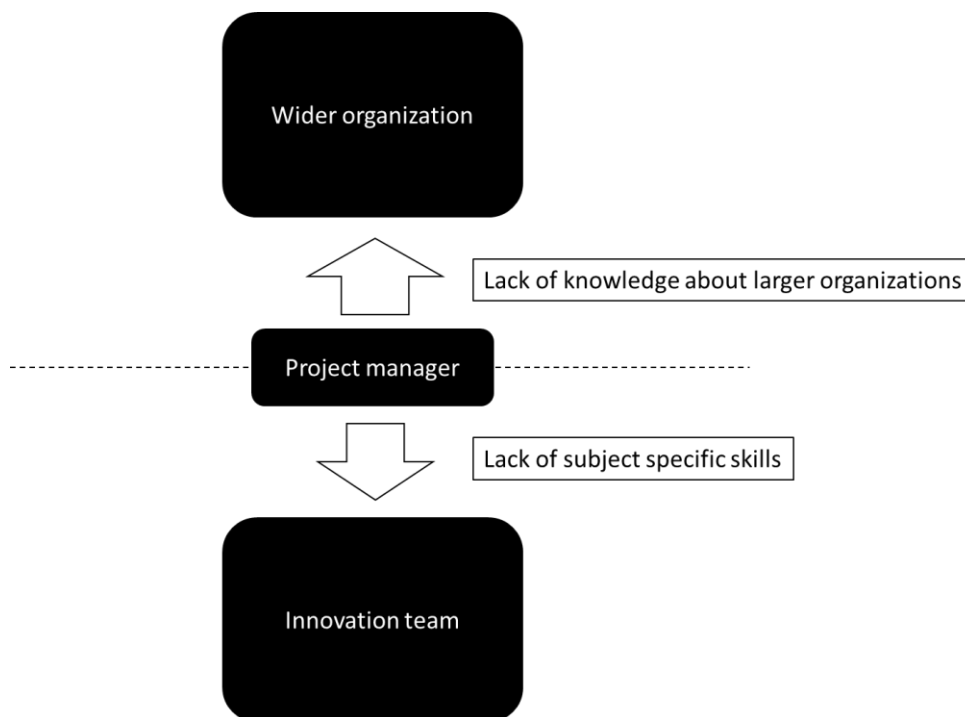 Wider organization
Lack of knowledge about larger organizations
Project manager
Lack of subject specific skills
Innovation team